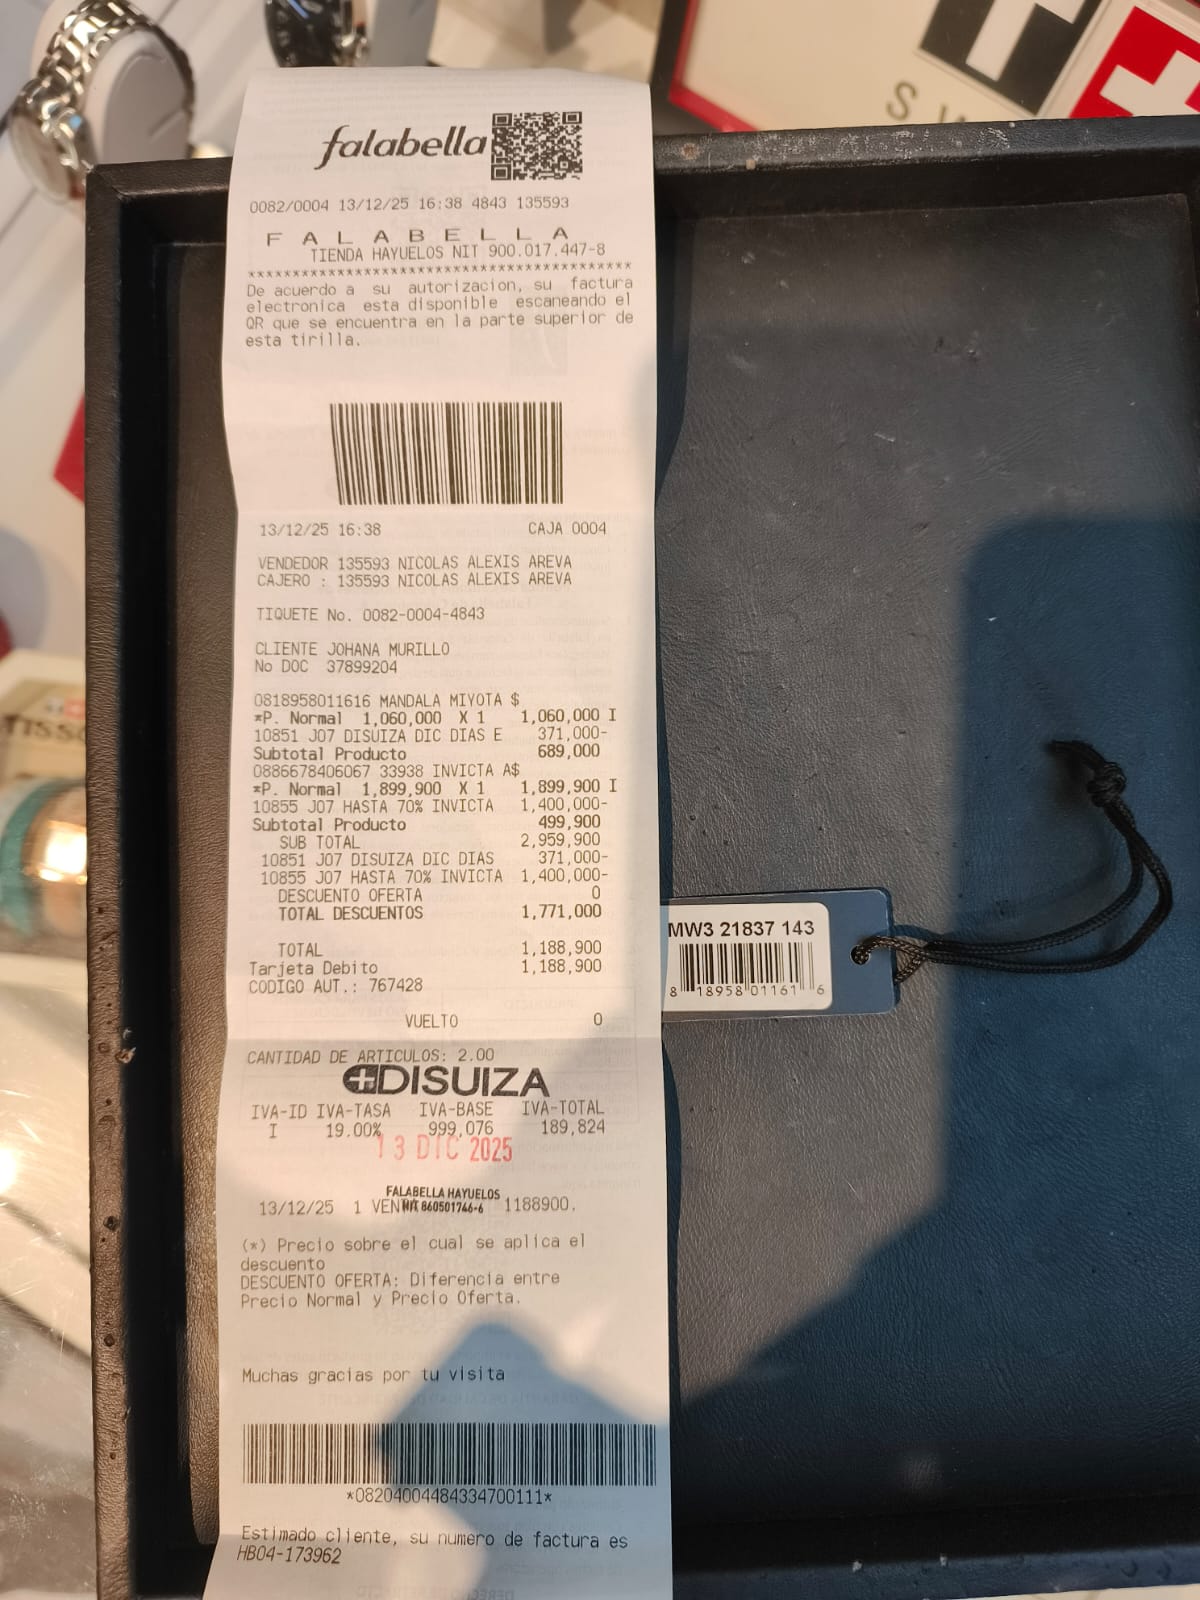 falabella
0082/0004 13/12/25 16:38 4843 135593
F A L A B E L L A
TIENDA HAYUELOS NIT 900.017.447-8
******************************************
De acuerdo a su autorizacion, su factura
electronica esta disponible escaneando el
QR que se encuentra en la parte superior de
esta tirilla.
13/12/25 16:38 CAJA 0004
VENDEDOR 135593 NICOLAS ALEXIS AREVA
CAJERO : 135593 NICOLAS ALEXIS AREVA
TIQUETE No. 0082-0004-4843
CLIENTE JOHANA MURILLO
No DOC 37899204
0818958011616 MANDALA MIYOTA $
*P. Normal 1,060,000 X 1 1,060,000 I
10851 J07 DISUIZA DIC DIAS E 371,000-
Subtotal Producto 689,000
0886678406067 33938 INVICTA A$
*P. Normal 1,899,900 X 1 1,899,900 I
10855 J07 HASTA 70% INVICTA 1,400,000-
Subtotal Producto 499,900
SUB TOTAL 2,959,900
10851 J07 DISUIZA DIC DIAS 371,000-
10855 J07 HASTA 70% INVICTA 1,400,000-
DESCUENTO OFERTA 0
TOTAL DESCUENTOS 1,771,000
TOTAL 1,188,900
Tarjeta Debito 1,188,900
CODIGO AUT.: 767428
VUELTO 0
CANTIDAD DE ARTICULOS: 2.00
DISUIZA
IVA-ID IVA-TASA IVA-BASE IVA-TOTAL
I 19.00% 999,076 189,824
13 DIC 2025
FALABELLA HAYUELOS
NIT 860501746-6
13/12/25 1 VEN 1188900.
(*) Precio sobre el cual se aplica el
descuento
DESCUENTO OFERTA: Diferencia entre
Precio Normal y Precio Oferta.
Muchas gracias por tu visita
*08204004484334700111*
Estimado cliente, su numero de factura es
HB04-173962
MW3 21837 143
8 18958 01161 6
TISS
S W